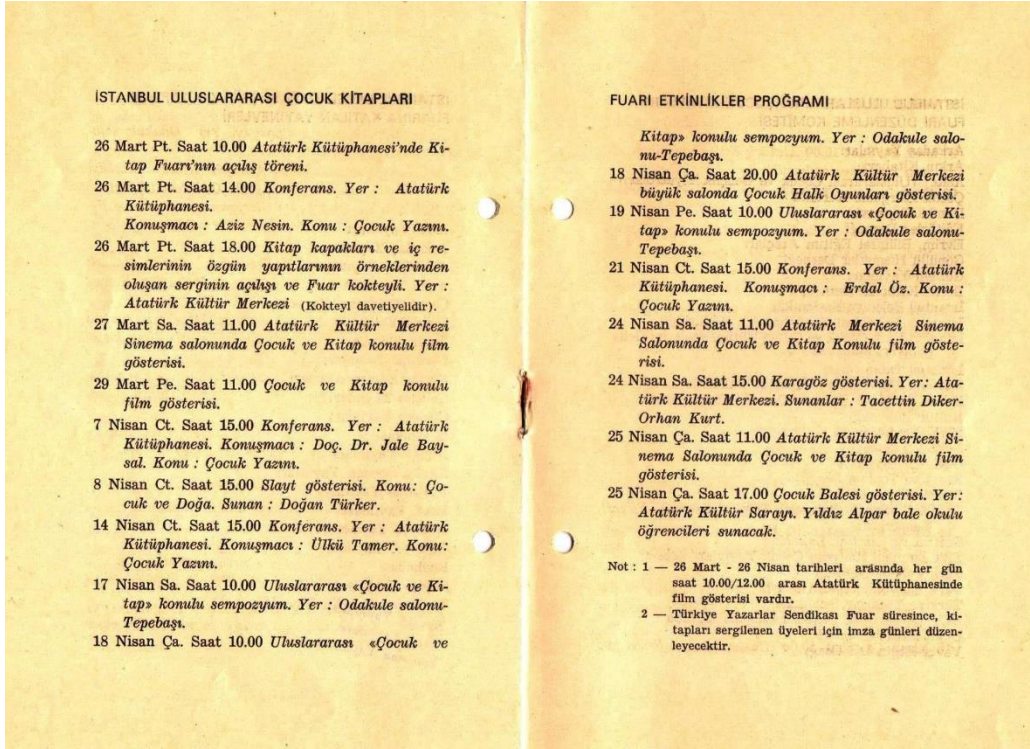 İSTANBUL ULUSLARARASI ÇOCUK KİTAPLARI
26 Mart Pt. Saat 10.00 Atatürk Kütüphanesi'nde Ki-
tap Fuarı'nın açılış töreni.
26 Mart Pt. Saat 14.00 Konferans. Yer : Atatürk
Kütüphanesi.
Konuşmacı : Aziz Nesin. Konu : Çocuk Yazını.
26 Mart Pt. Saat 18.00 Kitap kapakları ve iç re-
simlerinin özgün yapıtlarının örneklerinden
oluşan serginin açılışı ve Fuar kokteyli. Yer :
Atatürk Kültür Merkezi (Kokteyl davetiyelidir).
27 Mart Sa. Saat 11.00 Atatürk Kültür Merkezi
Sinema salonunda Çocuk ve Kitap konulu film
gösterisi.
29 Mart Pe. Saat 11.00 Çocuk ve Kitap konulu
film gösterisi.
7 Nisan Ct. Saat 15.00 Konferans. Yer : Atatürk
Kütüphanesi. Konuşmacı : Doç. Dr. Jale Bay-
sal. Konu : Çocuk Yazını.
8 Nisan Ct. Saat 15.00 Slayt gösterisi. Konu: Ço-
cuk ve Doğa. Sunan : Doğan Türker.
14 Nisan Ct. Saat 15.00 Konferans. Yer : Atatürk
Kütüphanesi. Konuşmacı : Ülkü Tamer. Konu:
Çocuk Yazını.
17 Nisan Sa. Saat 10.00 Uluslararası «Çocuk ve Ki-
tap» konulu sempozyum. Yer : Odakule salonu-
Tepebaşı.
18 Nisan Ça. Saat 10.00 Uluslararası «Çocuk ve
FUARI ETKİNLİKLER PROĞRAMI
Kitap» konulu sempozyum. Yer : Odakule salo-
nu-Tepebaşı.
18 Nisan Ça. Saat 20.00 Atatürk Kültür Merkezi
büyük salonda Çocuk Halk Oyunları gösterisi.
19 Nisan Pe. Saat 10.00 Uluslararası «Çocuk ve Ki-
tap» konulu sempozyum. Yer : Odakule salonu-
Tepebaşı.
21 Nisan Ct. Saat 15.00 Konferans. Yer : Atatürk
Kütüphanesi. Konuşmacı : Erdal Öz. Konu :
Çocuk Yazını.
24 Nisan Sa. Saat 11.00 Atatürk Merkezi Sinema
Salonunda Çocuk ve Kitap Konulu film göste-
risi.
24 Nisan Sa. Saat 15.00 Karagöz gösterisi. Yer: Ata-
türk Kültür Merkezi. Sunanlar : Tacettin Diker-
Orhan Kurt.
25 Nisan Ça. Saat 11.00 Atatürk Kültür Merkezi Si-
nema Salonunda Çocuk ve Kitap konulu film
gösterisi.
25 Nisan Ça. Saat 17.00 Çocuk Balesi gösterisi. Yer:
Atatürk Kültür Sarayı. Yıldız Alpar bale okulu
öğrencileri sunacak.
Not : 1 — 26 Mart - 26 Nisan tarihleri arasında her gün
saat 10.00/12.00 arası Atatürk Kütüphanesinde
film gösterisi vardır.
2 — Türkiye Yazarlar Sendikası Fuar süresince, ki-
tapları sergilenen üyeleri için imza günleri düzen-
leyecektir.